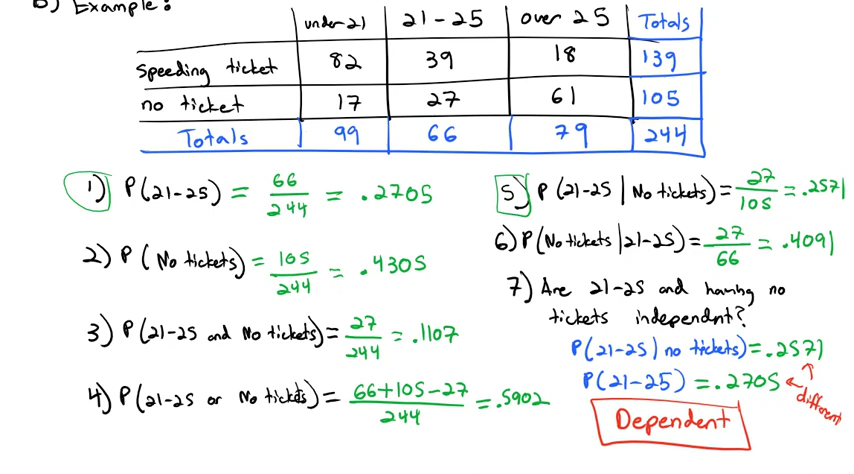 B) Example:
under 21 21-25 over 25 Totals
Speeding ticket 82 39 18 139
no ticket 17 27 61 105
Totals 99 66 79 244
1) P(21-25) = 66/244 = .2705
2) P(No tickets) = 105/244 = .4305
3) P(21-25 and No tickets) = 27/244 = .1107
4) P(21-25 or No tickets) = 66+105-27/244 = .5902
5) P(21-25 | No tickets) = 27/105 = .2571
6) P(No tickets | 21-25) = 27/66 = .4091
7) Are 21-25 and having no
tickets independent?
P(21-25 | no tickets) = .2571
P(21-25) = .2705
different
Dependent